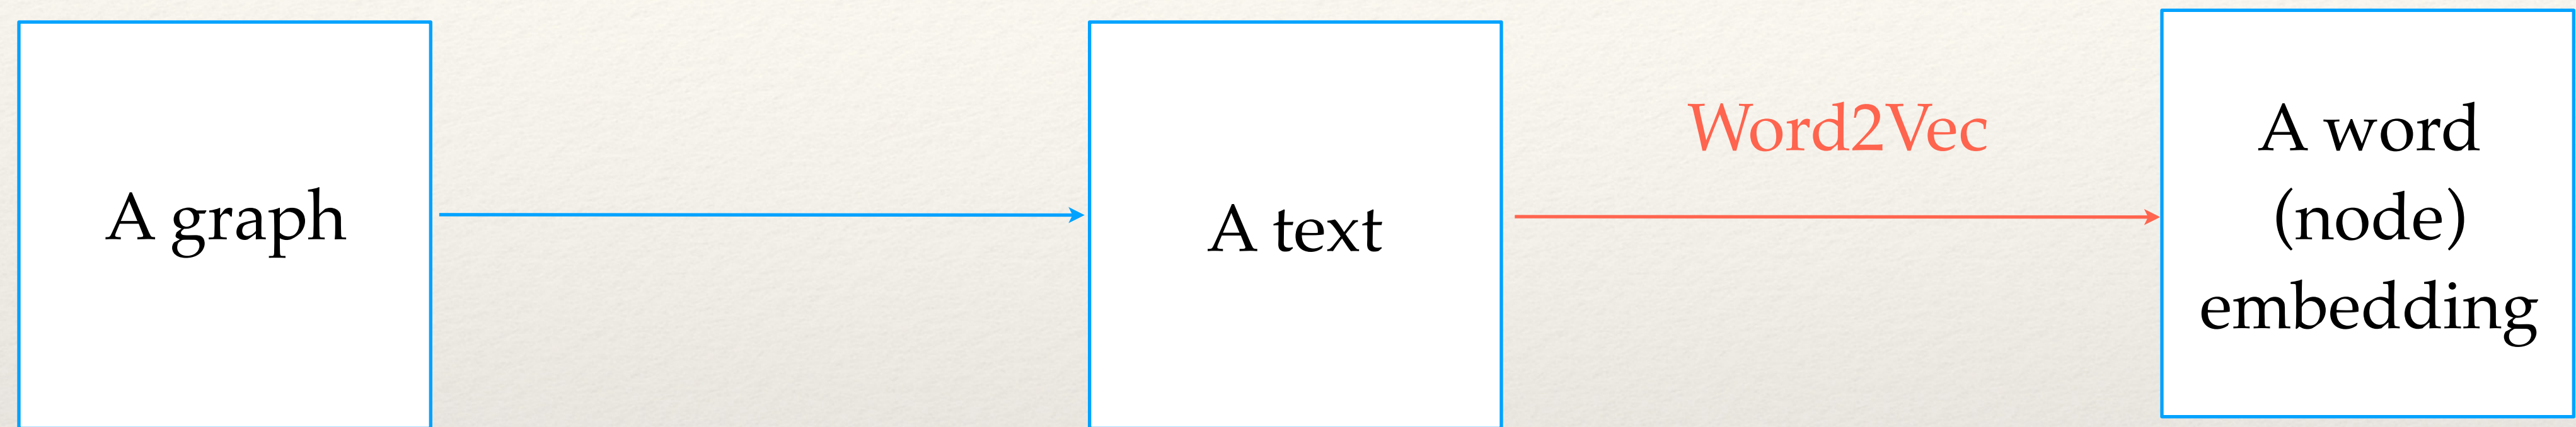 A graph
A text
Word2Vec
A word
(node)
embedding